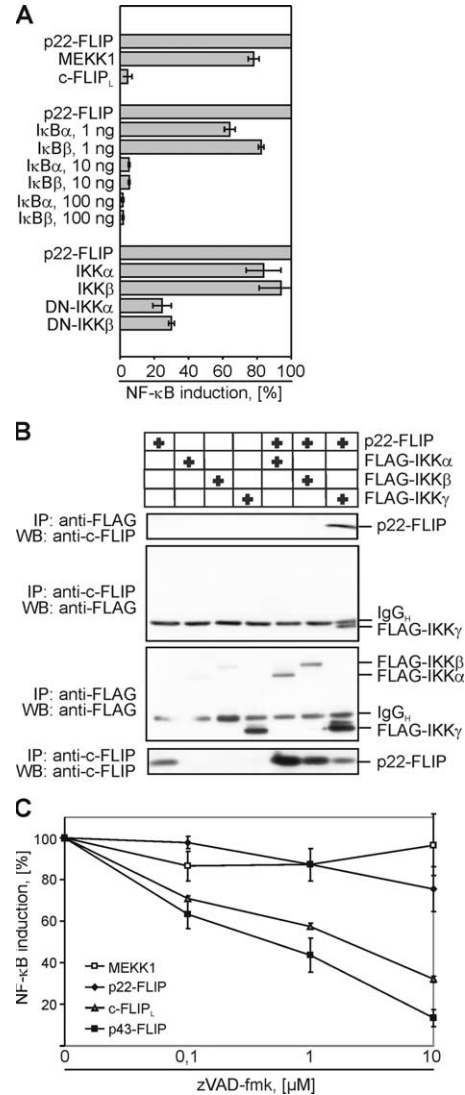 A
p22-FLIP
MEKK1
c-FLIPL
p22-FLIP
IκBα, 1 ng
IκBβ, 1 ng
IκBα, 10 ng
IκBβ, 10 ng
IκBα, 100 ng
IκBβ, 100 ng
p22-FLIP
IKKα
IKKβ
DN-IKKα
DN-IKKβ
0 20 40 60 80 100
NF-κB induction, [%]
B
p22-FLIP
FLAG-IKKα
FLAG-IKKβ
FLAG-IKKγ
IP: anti-FLAG
WB: anti-c-FLIP
p22-FLIP
IP: anti-c-FLIP
WB: anti-FLAG
IgGH
FLAG-IKKγ
IP: anti-FLAG
WB: anti-FLAG
FLAG-IKKβ
FLAG-IKKα
IgGH
FLAG-IKKγ
IP: anti-c-FLIP
WB: anti-c-FLIP
p22-FLIP
C
NF-κB induction, [%]
100
80
60
40
20
MEKK1
p22-FLIP
c-FLIPL
p43-FLIP
0 0,1 1 10
zVAD-fmk, [μM]